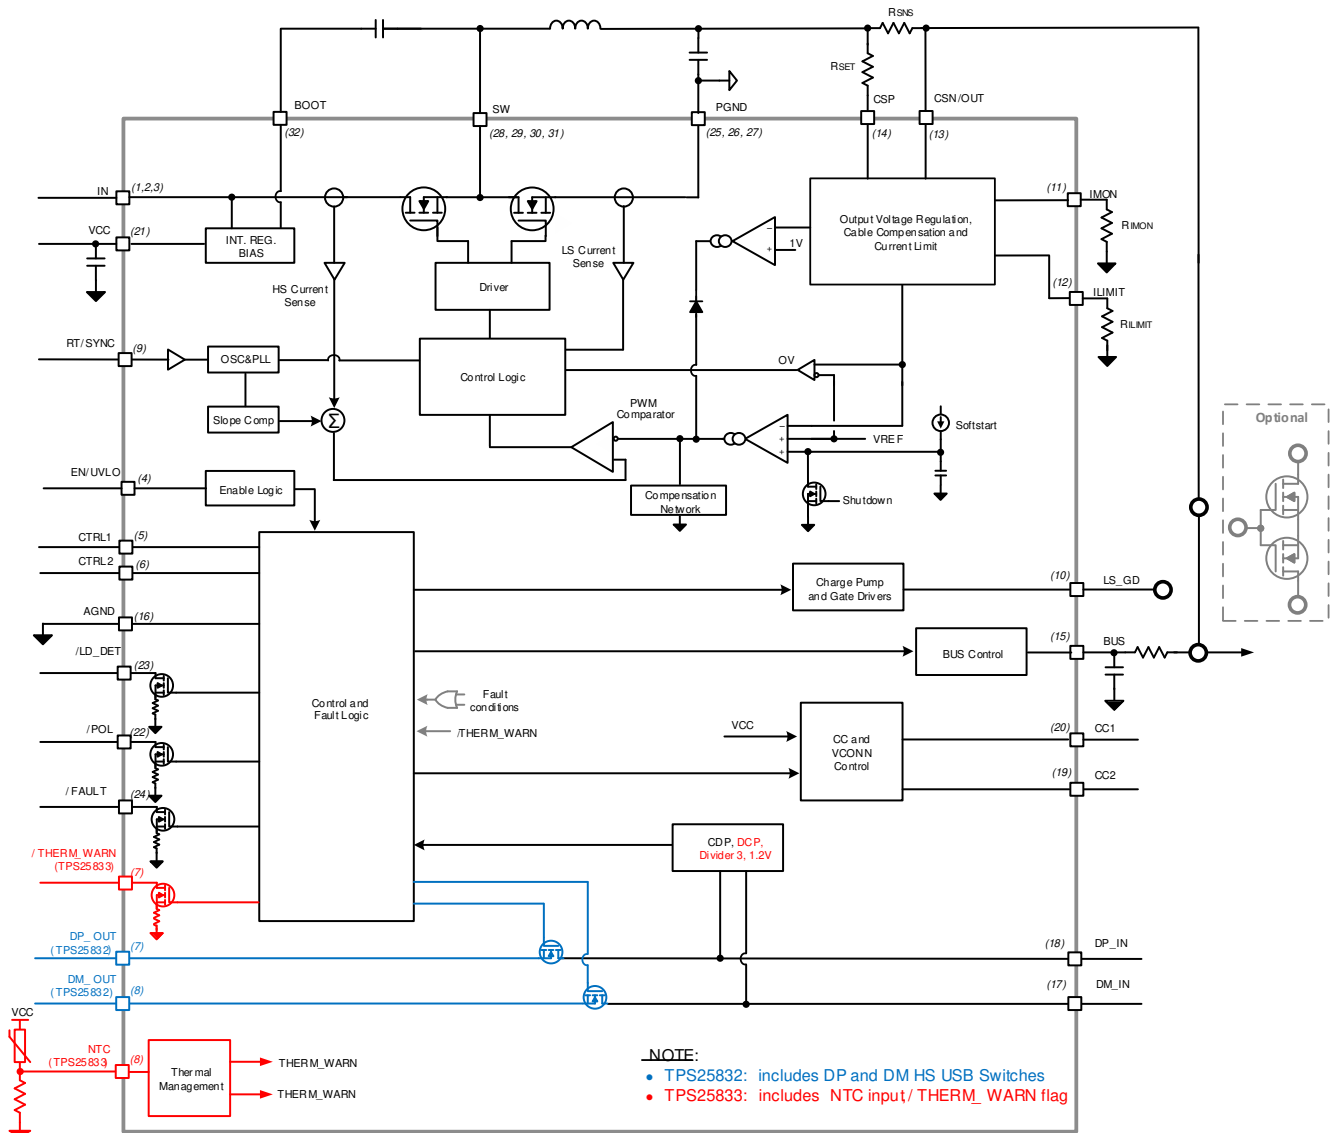 RSNS
RSET
BOOT
SW
PGND
CSP
CSN/OUT
(32)
(28, 29, 30, 31)
(25, 26, 27)
(14)
(13)
IN
(1,2,3)
(11)
IMON
RIMON
VCC
(21)
INT. REG.
BIAS
HS Current
Sense
LS Current
Sense
Driver
1V
Output Voltage Regulation,
Cable Compensation and
Current Limit
(12)
ILIMIT
RILIMIT
RT/SYNC
(9)
OSC&PLL
Slope Comp
Σ
Control Logic
OV
PWM
Comparator
VREF
Softstart
Shutdown
Compensation
Network
Optional
EN/UVLO
(4)
Enable Logic
CTRL1
(5)
CTRL2
(6)
AGND
(16)
/LD_DET
(23)
/POL
(22)
/FAULT
(24)
/THERM_WARN
(TPS25833)
(7)
DP_OUT
(TPS25832)
(7)
DM_OUT
(TPS25832)
(8)
Control and
Fault Logic
Fault
conditions
/THERM_WARN
Charge Pump
and Gate Drivers
(10)
LS_GD
BUS Control
(15)
BUS
VCC
CC and
VCONN
Control
(20)
CC1
(19)
CC2
CDP, DCP,
Divider 3, 1.2V
(18)
DP_IN
(17)
DM_IN
VCC
NTC
(TPS25833)
(8)
Thermal
Management
THERM_WARN
THERM_WARN
NOTE:
• TPS25832: includes DP and DM HS USB Switches
• TPS25833: includes NTC input / THERM_WARN flag